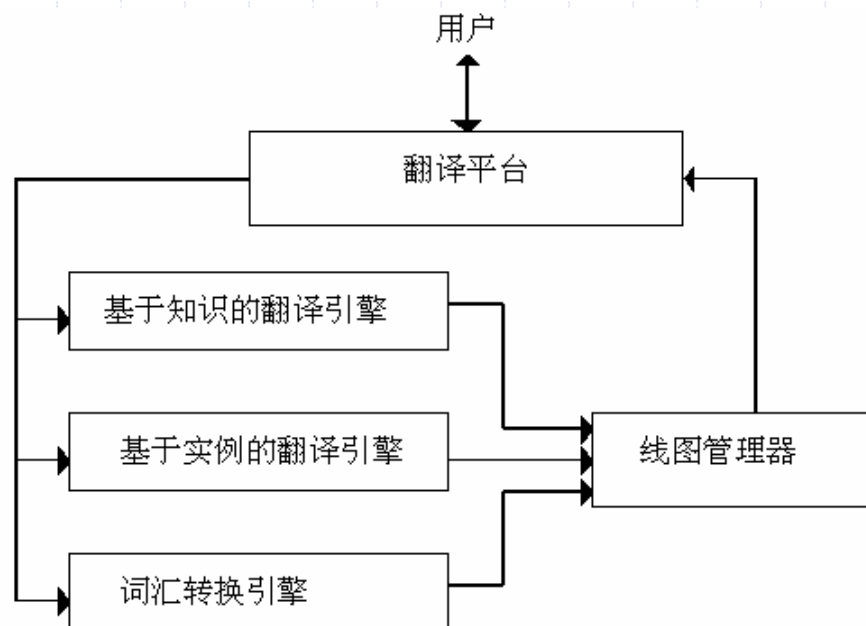 用户
翻译平台
基于知识的翻译引擎
基于实例的翻译引擎
线图管理器
词汇转换引擎